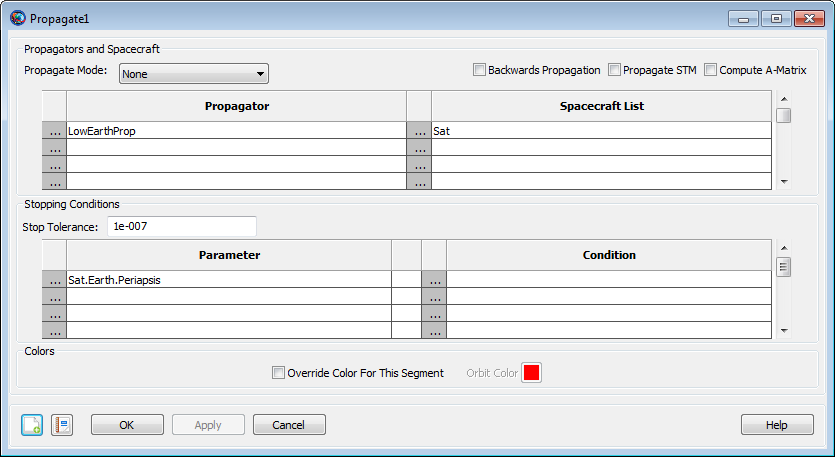 Propagate1
Propagators and Spacecraft
Propagate Mode: None Backwards Propagation Propagate STM Compute A-Matrix
Propagator Spacecraft List
... LowEarthProp ... Sat
... ...
... ...
... ...
Stopping Conditions
Stop Tolerance: 1e-007
Parameter Condition
... Sat.Earth.Periapsis ...
... ...
... ...
... ...
Colors
Override Color For This Segment Orbit Color
OK Apply Cancel Help